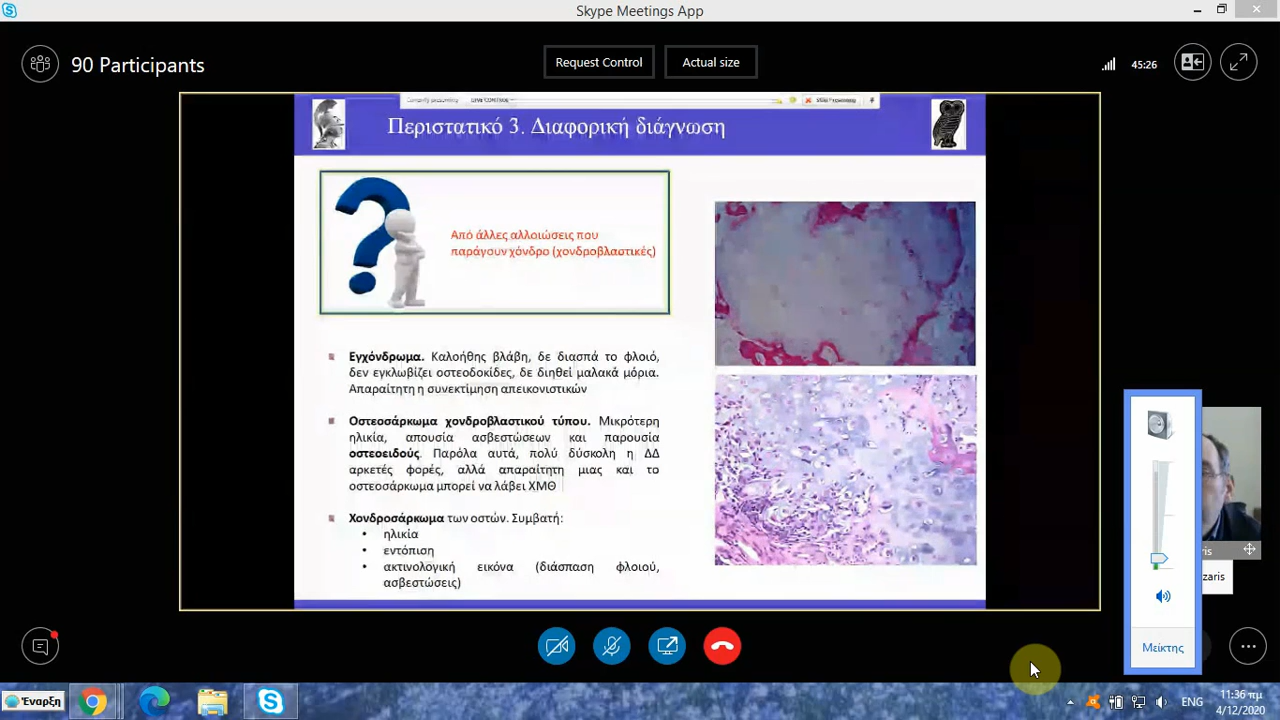 Skype Meetings App
90 Participants
Request Control
Actual size
45:26
Currently presenting
Περιστατικό 3. Διαφορική διάγνωση
Από άλλες αλλοιώσεις που
παράγουν χόνδρο (χονδροβλαστικές)
Εγχόνδρωμα. Καλοήθης βλάβη, δε διασπά το φλοιό,
δεν εγκλωβίζει οστεοδοκίδες, δε διηθεί μαλακά μόρια.
Απαραίτητη η συνεκτίμηση απεικονιστικών
Οστεοσάρκωμα χονδροβλαστικού τύπου. Μικρότερη
ηλικία, απουσία ασβεστώσεων και παρουσία
οστεοειδούς. Παρόλα αυτά, πολύ δύσκολη η ΔΔ
αρκετές φορές, αλλά απαραίτητη μιας και το
οστεοσάρκωμα μπορεί να λάβει ΧΜΘ
Χονδροσάρκωμα των οστών. Συμβατή:
• ηλικία
• εντόπιση
• ακτινολογική εικόνα (διάσπαση φλοιού,
ασβεστώσεις)
ris
zaris
Μείκτης
Έναρξη
ΕΝG
11:36 πμ
4/12/2020